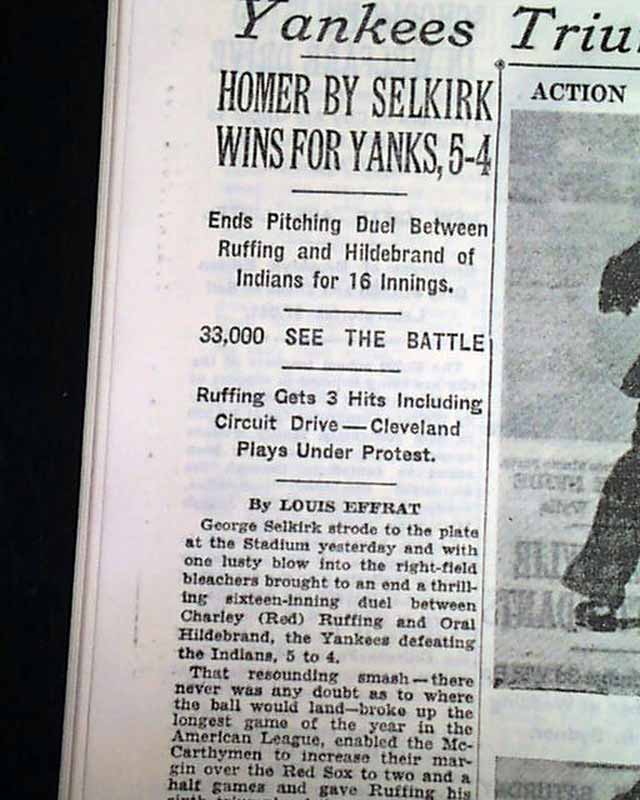 Yankees Triu
HOMER BY SELKIRK
WINS FOR YANKS, 5-4
Ends Pitching Duel Between
Ruffing and Hildebrand of
Indians for 16 Innings.
33,000 SEE THE BATTLE
Ruffing Gets 3 Hits Including
Circuit Drive—Cleveland
Plays Under Protest.
By LOUIS EFFRAT
George Selkirk strode to the plate
at the Stadium yesterday and with
one lusty blow into the right-field
bleachers brought to an end a thrill-
ing sixteen-inning duel between
Charley (Red) Ruffing and Oral
Hildebrand, the Yankees defeating
the Indians, 5 to 4.
That resounding smash—there
never was any doubt as to where
the ball would land—broke up the
longest game of the year in the
American League, enabled the Mc-
Carthymen to increase their mar-
gin over the Red Sox to two and a
half games and gave Ruffing his
ACTION